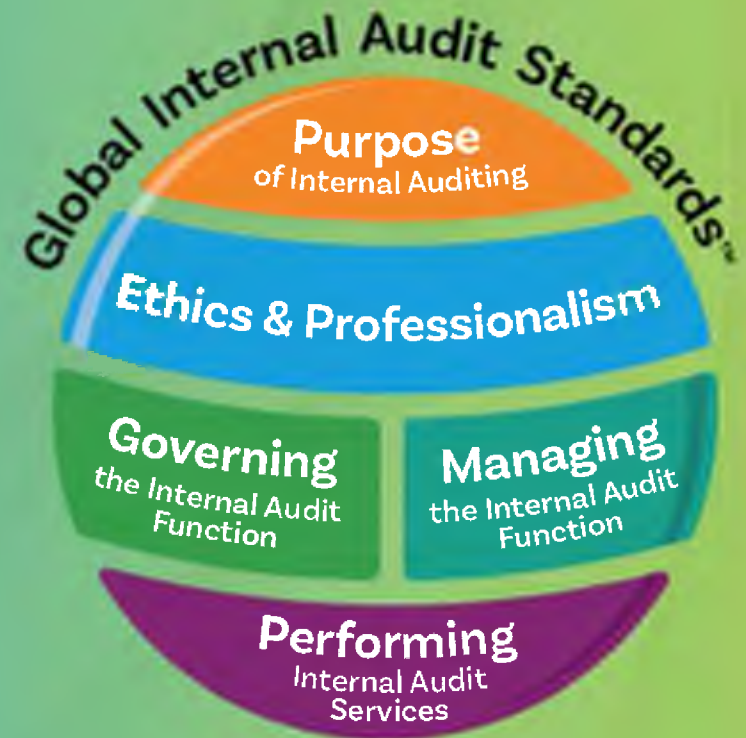 Global Internal Audit Standards™
Purpose
of Internal Auditing
Ethics & Professionalism
Governing
the Internal Audit
Function
Managing
the Internal Audit
Function
Performing
Internal Audit
Services